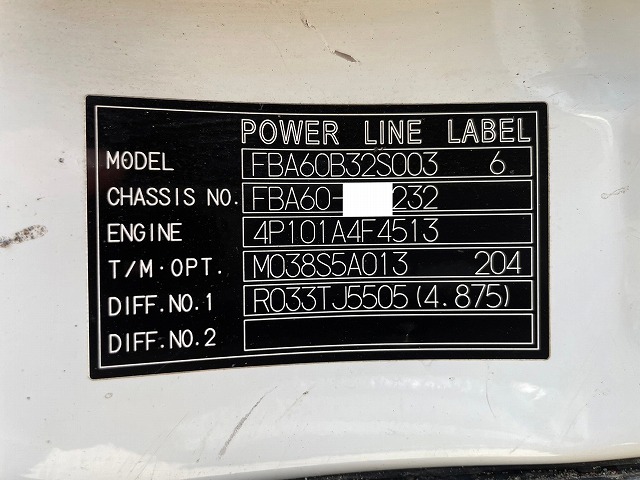 POWER LINE LABEL
MODEL FBA60B32S003 6
CHASSIS NO. FBA60- 232
ENGINE 4P101A4F4513
T/M·OPT. M038S5A013 204
DIFF.NO.1 R033TJ5505(4.875)
DIFF.NO.2